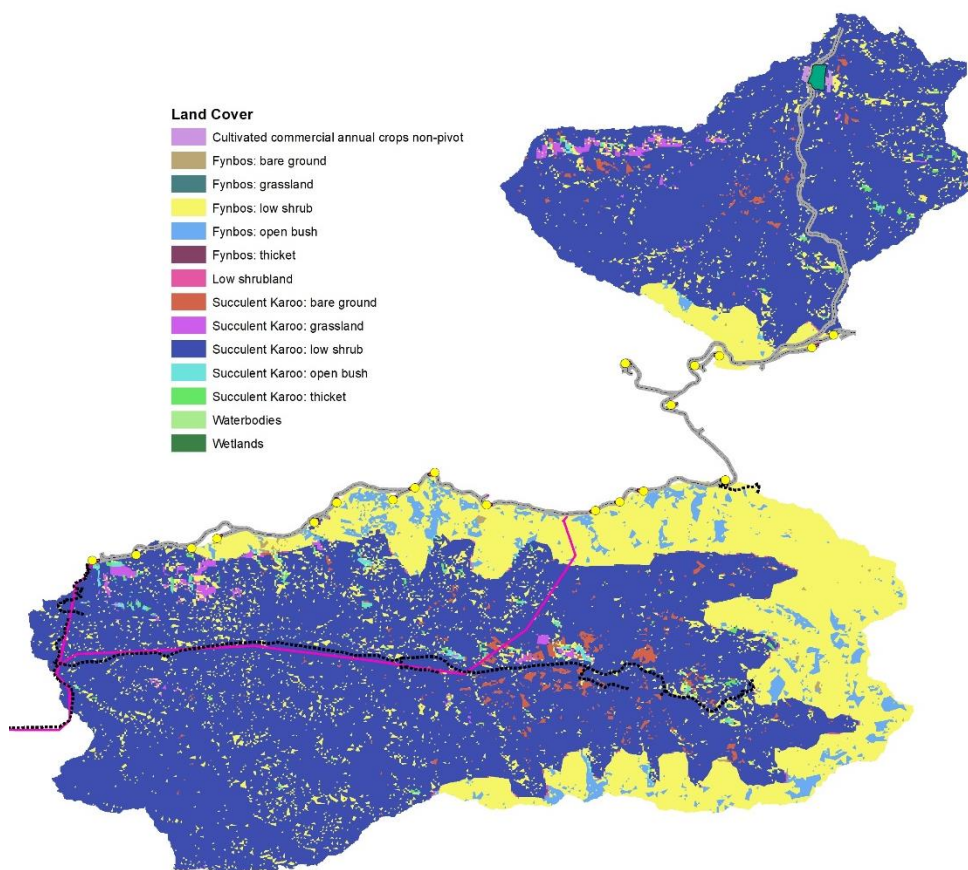 Land Cover
Cultivated commercial annual crops non-pivot
Fynbos: bare ground
Fynbos: grassland
Fynbos: low shrub
Fynbos: open bush
Fynbos: thicket
Low shrubland
Succulent Karoo: bare ground
Succulent Karoo: grassland
Succulent Karoo: low shrub
Succulent Karoo: open bush
Succulent Karoo: thicket
Waterbodies
Wetlands